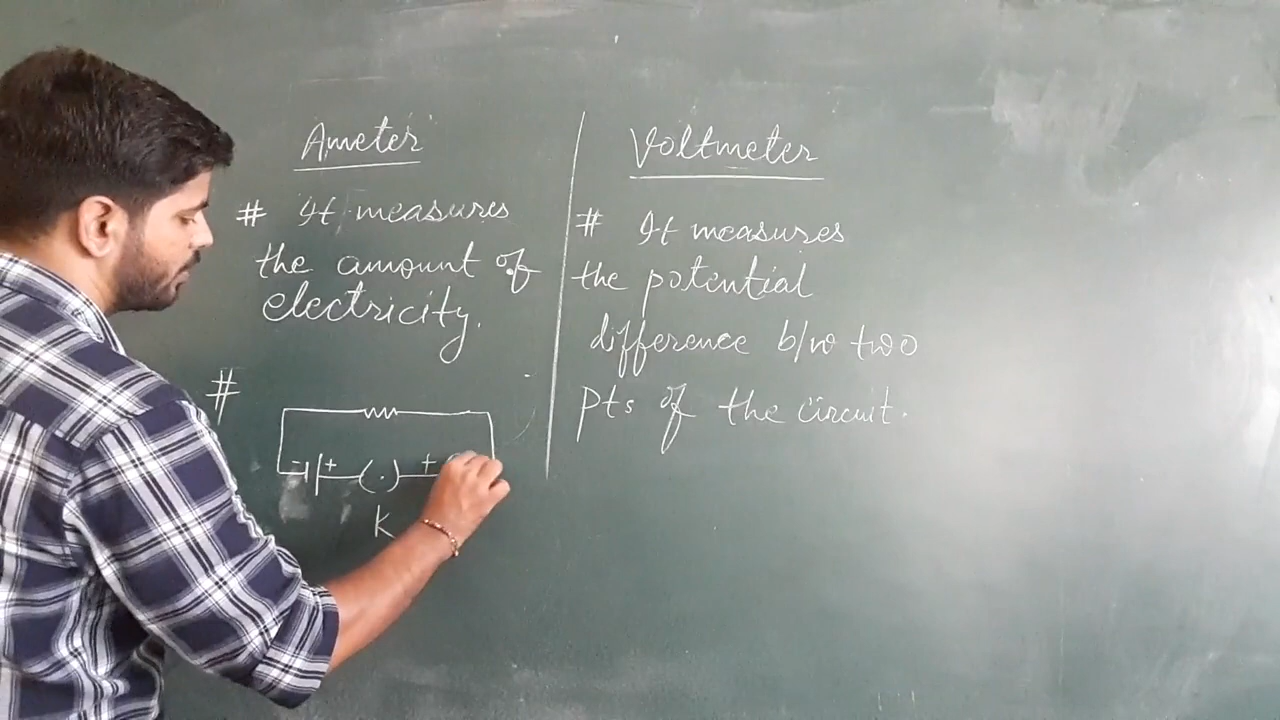 Ameter
# It measures
the amount of
electricity.
#
- + +
K
Voltmeter
# It measures
the potential
difference b/w two
pts of the circuit.